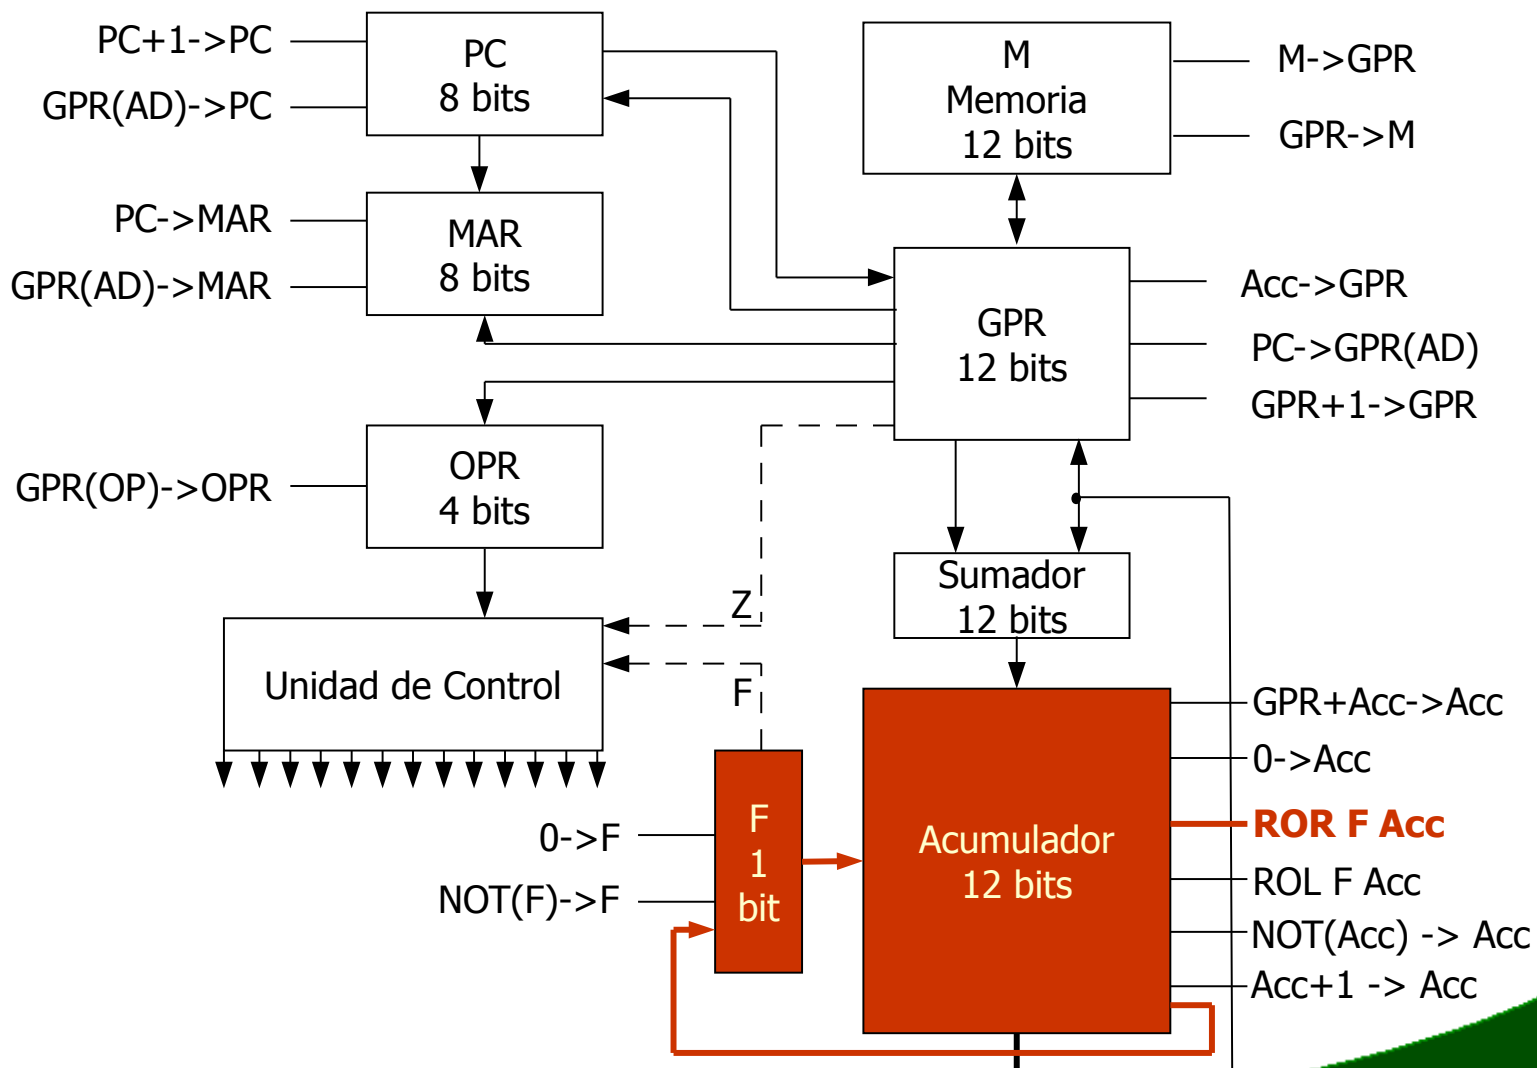 PC+1->PC
GPR(AD)->PC
PC
8 bits
M
Memoria
12 bits
M->GPR
GPR->M
PC->MAR
GPR(AD)->MAR
MAR
8 bits
GPR
12 bits
Acc->GPR
PC->GPR(AD)
GPR+1->GPR
GPR(OP)->OPR
OPR
4 bits
Sumador
12 bits
Z
F
Unidad de Control
0->F
NOT(F)->F
F
1
bit
Acumulador
12 bits
GPR+Acc->Acc
0->Acc
ROR F Acc
ROL F Acc
NOT(Acc) -> Acc
Acc+1 -> Acc